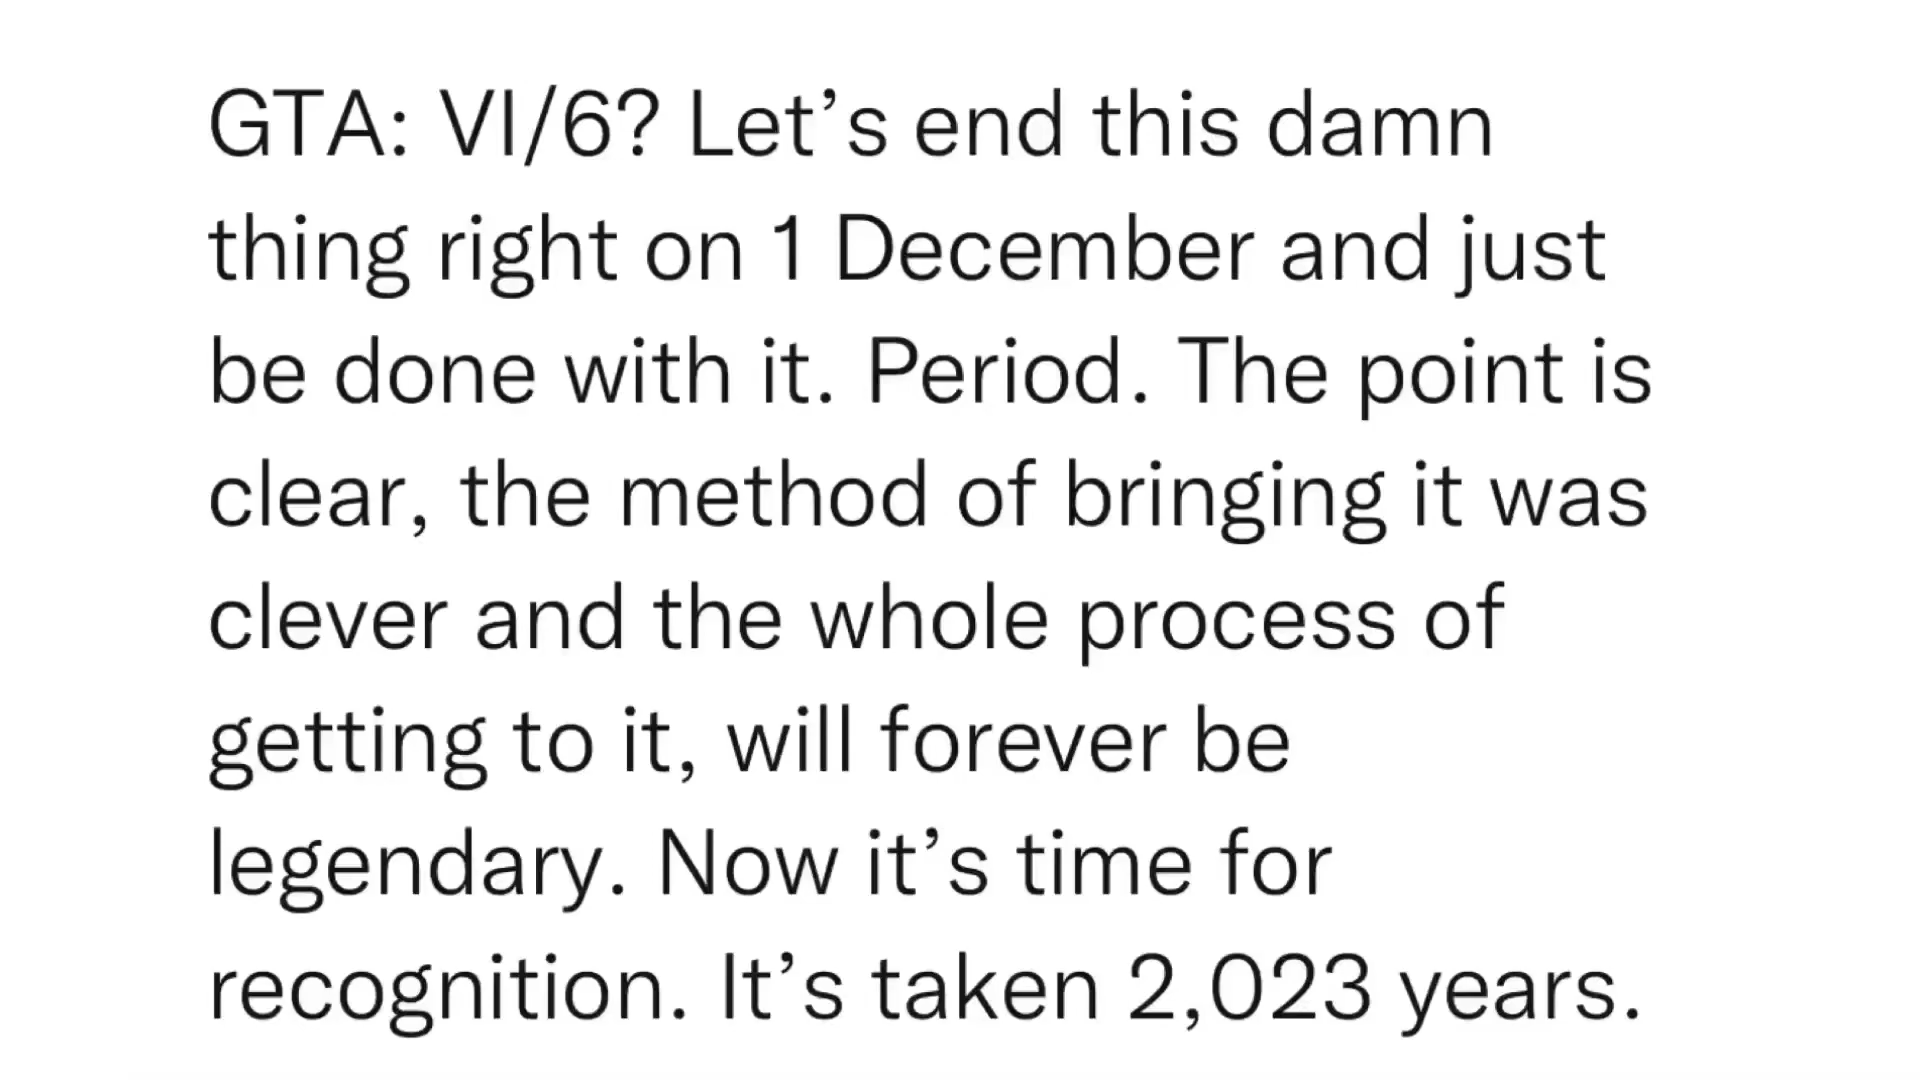 GTA: VI/6? Let’s end this damn
thing right on 1 December and just
be done with it. Period. The point is
clear, the method of bringing it was
clever and the whole process of
getting to it, will forever be
legendary. Now it’s time for
recognition. It’s taken 2,023 years.